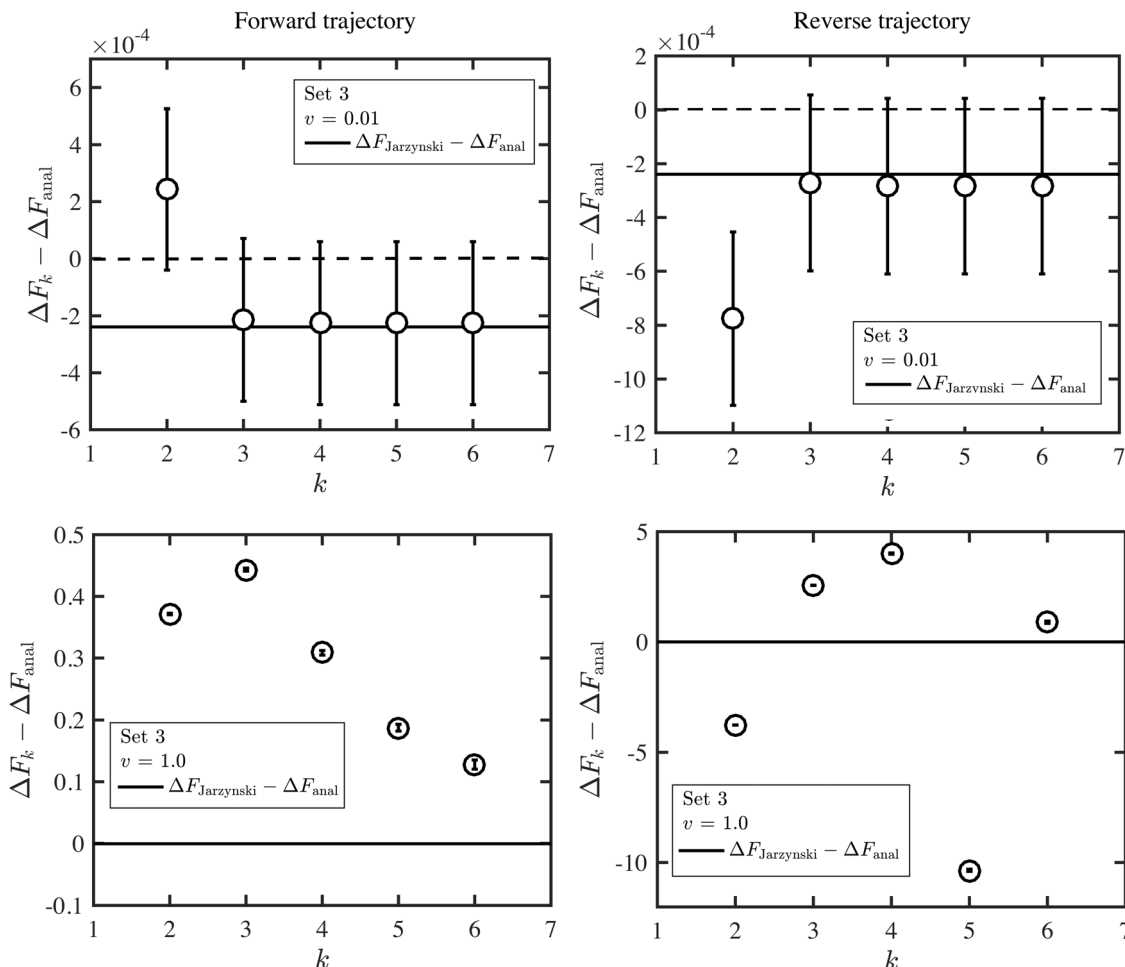 Forward trajectory
×10⁻⁴
6
4
2
0
-2
-4
-6
1 2 3 4 5 6 7
k
ΔF_k − ΔF_anal
Set 3
v = 0.01
ΔF_Jarzynski − ΔF_anal
Reverse trajectory
×10⁻⁴
2
0
-2
-4
-6
-8
-10
-12
1 2 3 4 5 6 7
k
ΔF_k − ΔF_anal
Set 3
v = 0.01
ΔF_Jarzvnski − ΔF_anal
0.5
0.4
0.3
0.2
0.1
0
-0.1
1 2 3 4 5 6 7
k
ΔF_k − ΔF_anal
Set 3
v = 1.0
ΔF_Jarzynski − ΔF_anal
5
0
-5
-10
1 2 3 4 5 6 7
k
ΔF_k − ΔF_anal
Set 3
v = 1.0
ΔF_Jarzynski − ΔF_anal